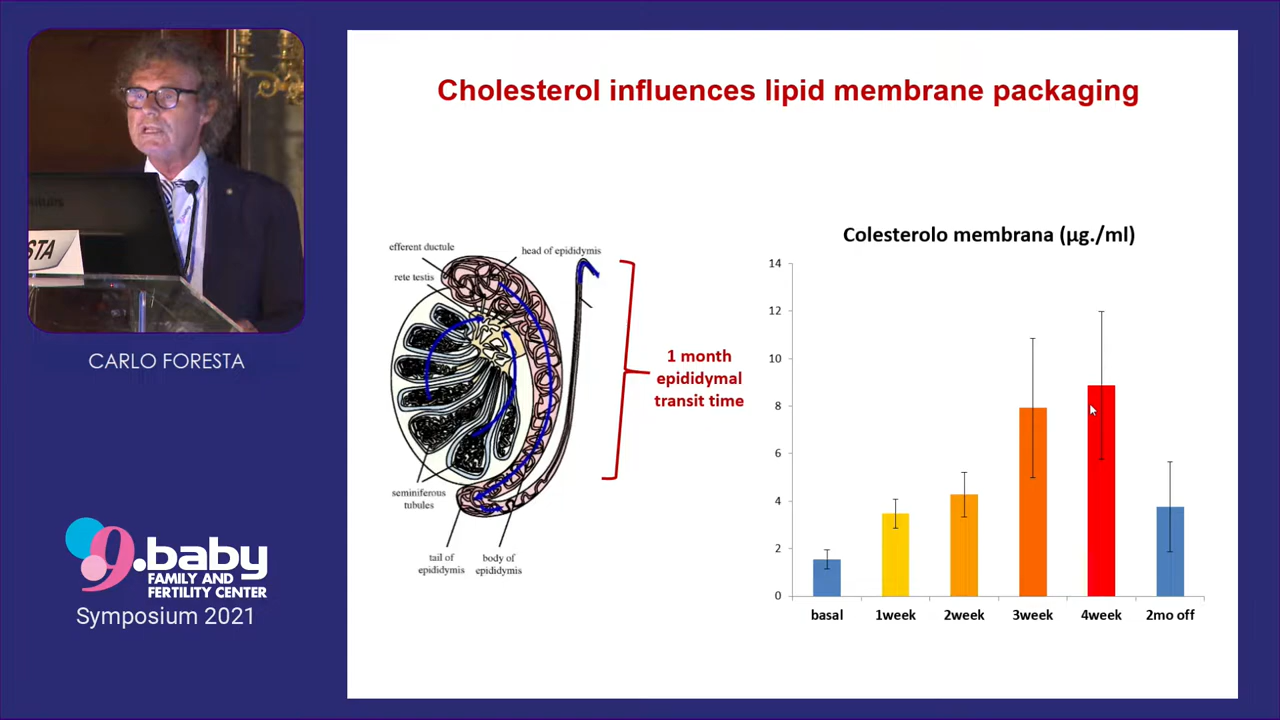 Cholesterol influences lipid membrane packaging
STA
CARLO FORESTA
9.baby
FAMILY AND
FERTILITY CENTER
Symposium 2021
efferent ductule
head of epididymis
rete testis
seminiferous
tubules
tail of
epididymis
body of
epididymis
1 month
epididymal
transit time
Colesterolo membrana (µg./ml)
14
12
10
8
6
4
2
0
basal
1week
2week
3week
4week
2mo off